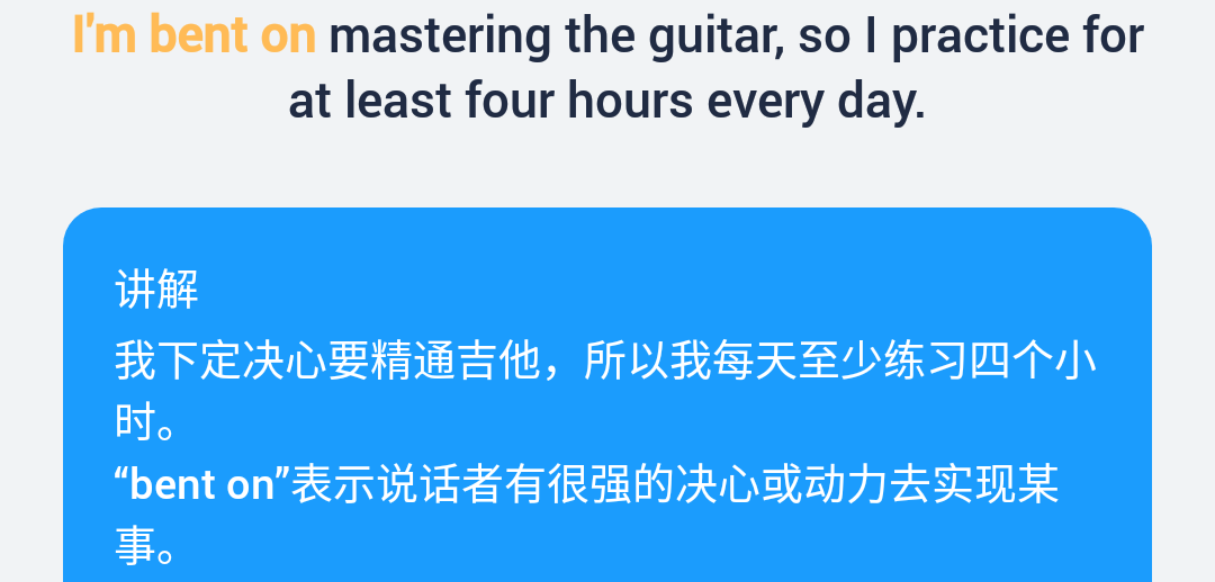 I'm bent on mastering the guitar, so I practice for
at least four hours every day.
讲解
我下定决心要精通吉他，所以我每天至少练习四个小
时。
“bent on”表示说话者有很强的决心或动力去实现某
事。